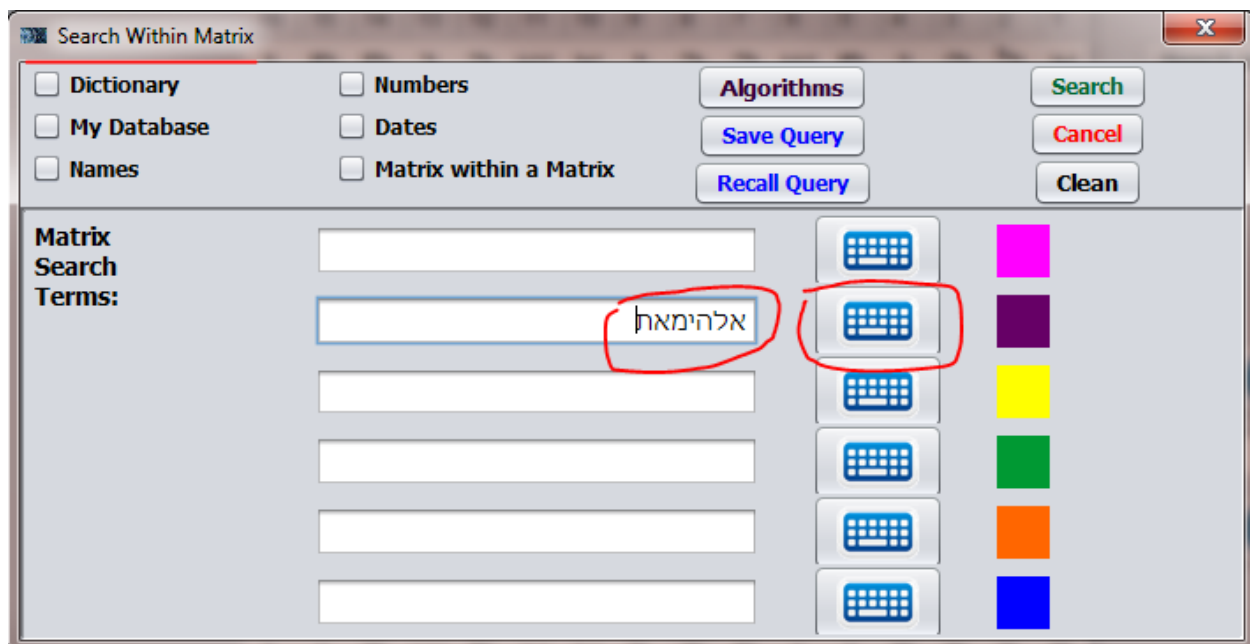 Search Within Matrix
x
Dictionary Numbers Algorithms Search
My Database Dates Save Query Cancel
Names Matrix within a Matrix Recall Query Clean
Matrix
Search
Terms:
אלהימאת